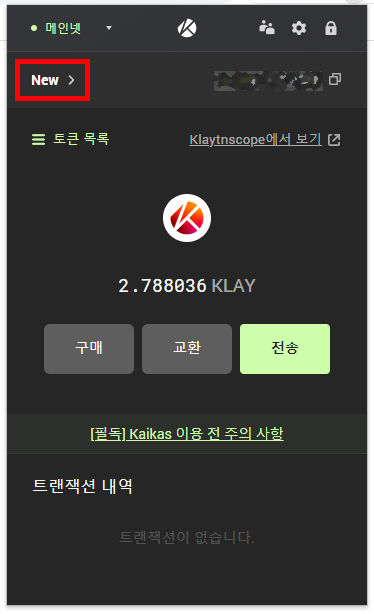 메인넷
New
토큰 목록
Klaytnscope에서 보기
2.788036 KLAY
구매
교환
전송
[필독] Kaikas 이용 전 주의 사항
트랜잭션 내역
트랜잭션이 없습니다.